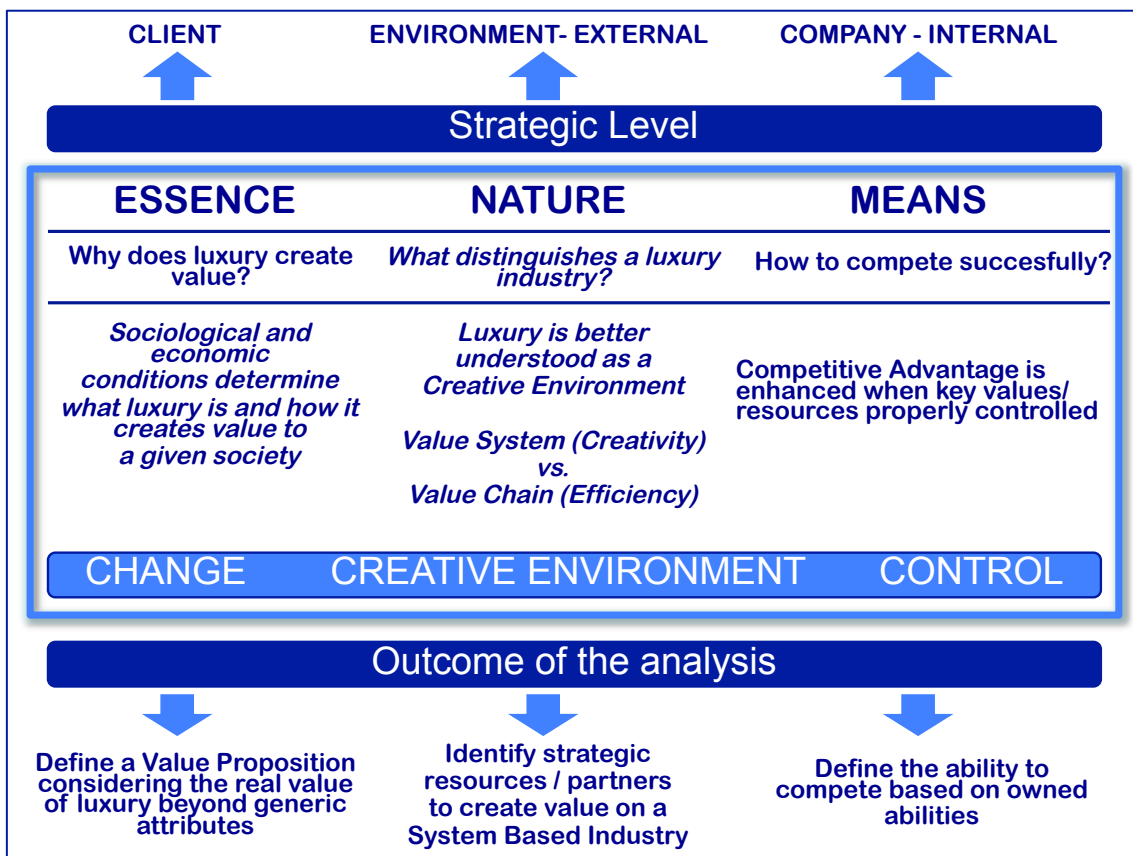 CLIENT
ENVIRONMENT- EXTERNAL
COMPANY - INTERNAL
Strategic Level
ESSENCE
NATURE
MEANS
Why does luxury create
value?
What distinguishes a luxury
industry?
How to compete succesfully?
Sociological and
economic
conditions determine
what luxury is and how it
creates value to
a given society
Luxury is better
understood as a
Creative Environment
Value System (Creativity)
vs.
Value Chain (Efficiency)
Competitive Advantage is
enhanced when key values/
resources properly controlled
CHANGE
CREATIVE ENVIRONMENT
CONTROL
Outcome of the analysis
Define a Value Proposition
considering the real value
of luxury beyond generic
attributes
Identify strategic
resources / partners
to create value on a
System Based Industry
Define the ability to
compete based on owned
abilities